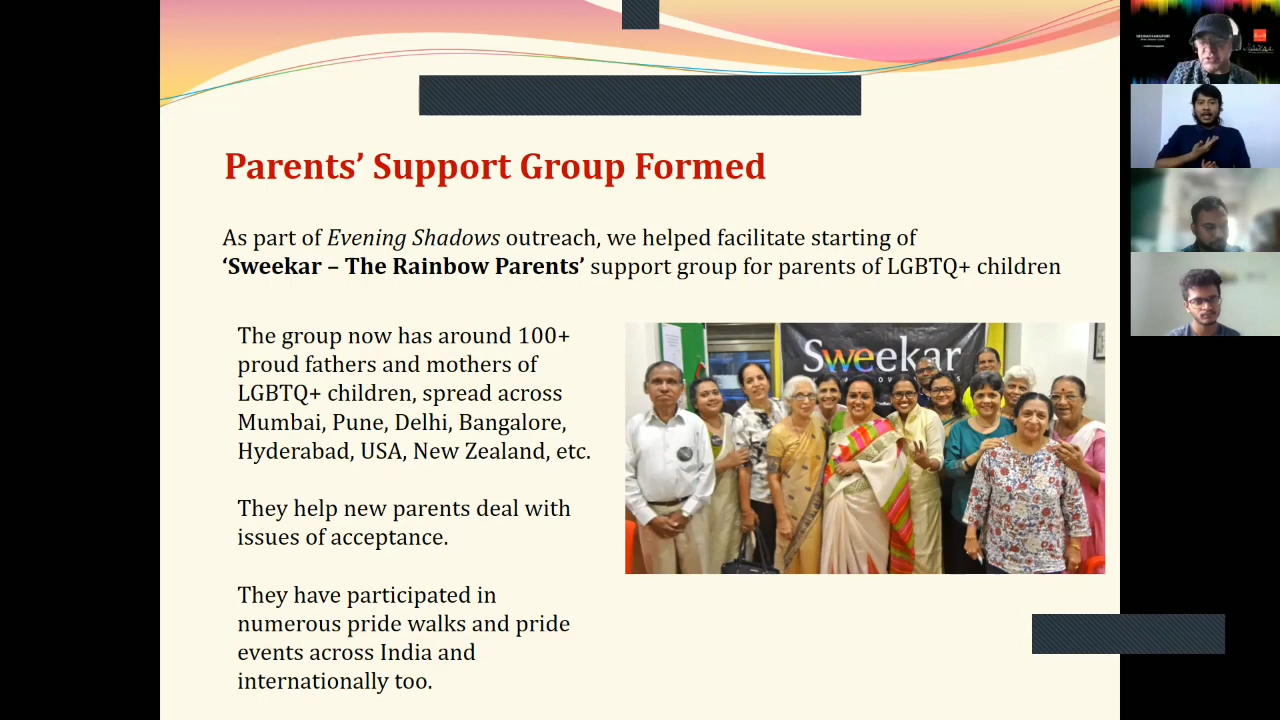 Parents’ Support Group Formed
As part of Evening Shadows outreach, we helped facilitate starting of
‘Sweekar – The Rainbow Parents’ support group for parents of LGBTQ+ children
The group now has around 100+
proud fathers and mothers of
LGBTQ+ children, spread across
Mumbai, Pune, Delhi, Bangalore,
Hyderabad, USA, New Zealand, etc.
They help new parents deal with
issues of acceptance.
They have participated in
numerous pride walks and pride
events across India and
internationally too.
Sweekar